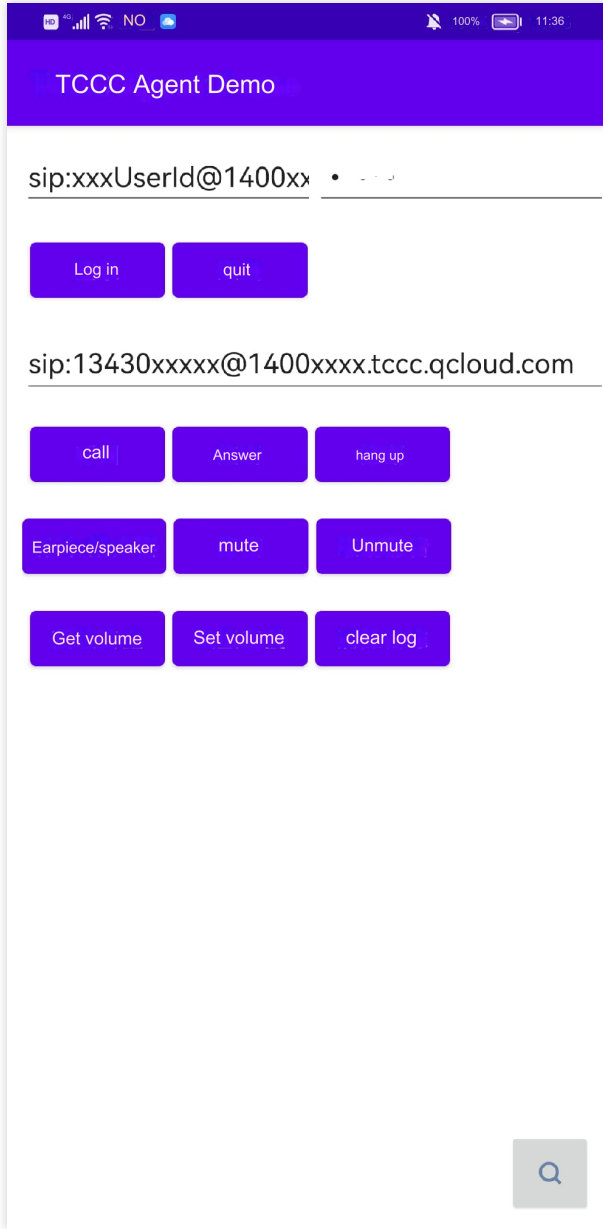 HD 4G NO 100% 11:36
TCCC Agent Demo
sip:xxxUserId@1400xx
Log in quit
sip:13430xxxxx@1400xxxx.tccc.qcloud.com
call Answer hang up
Earpiece/speaker mute Unmute
Get volume Set volume clear log